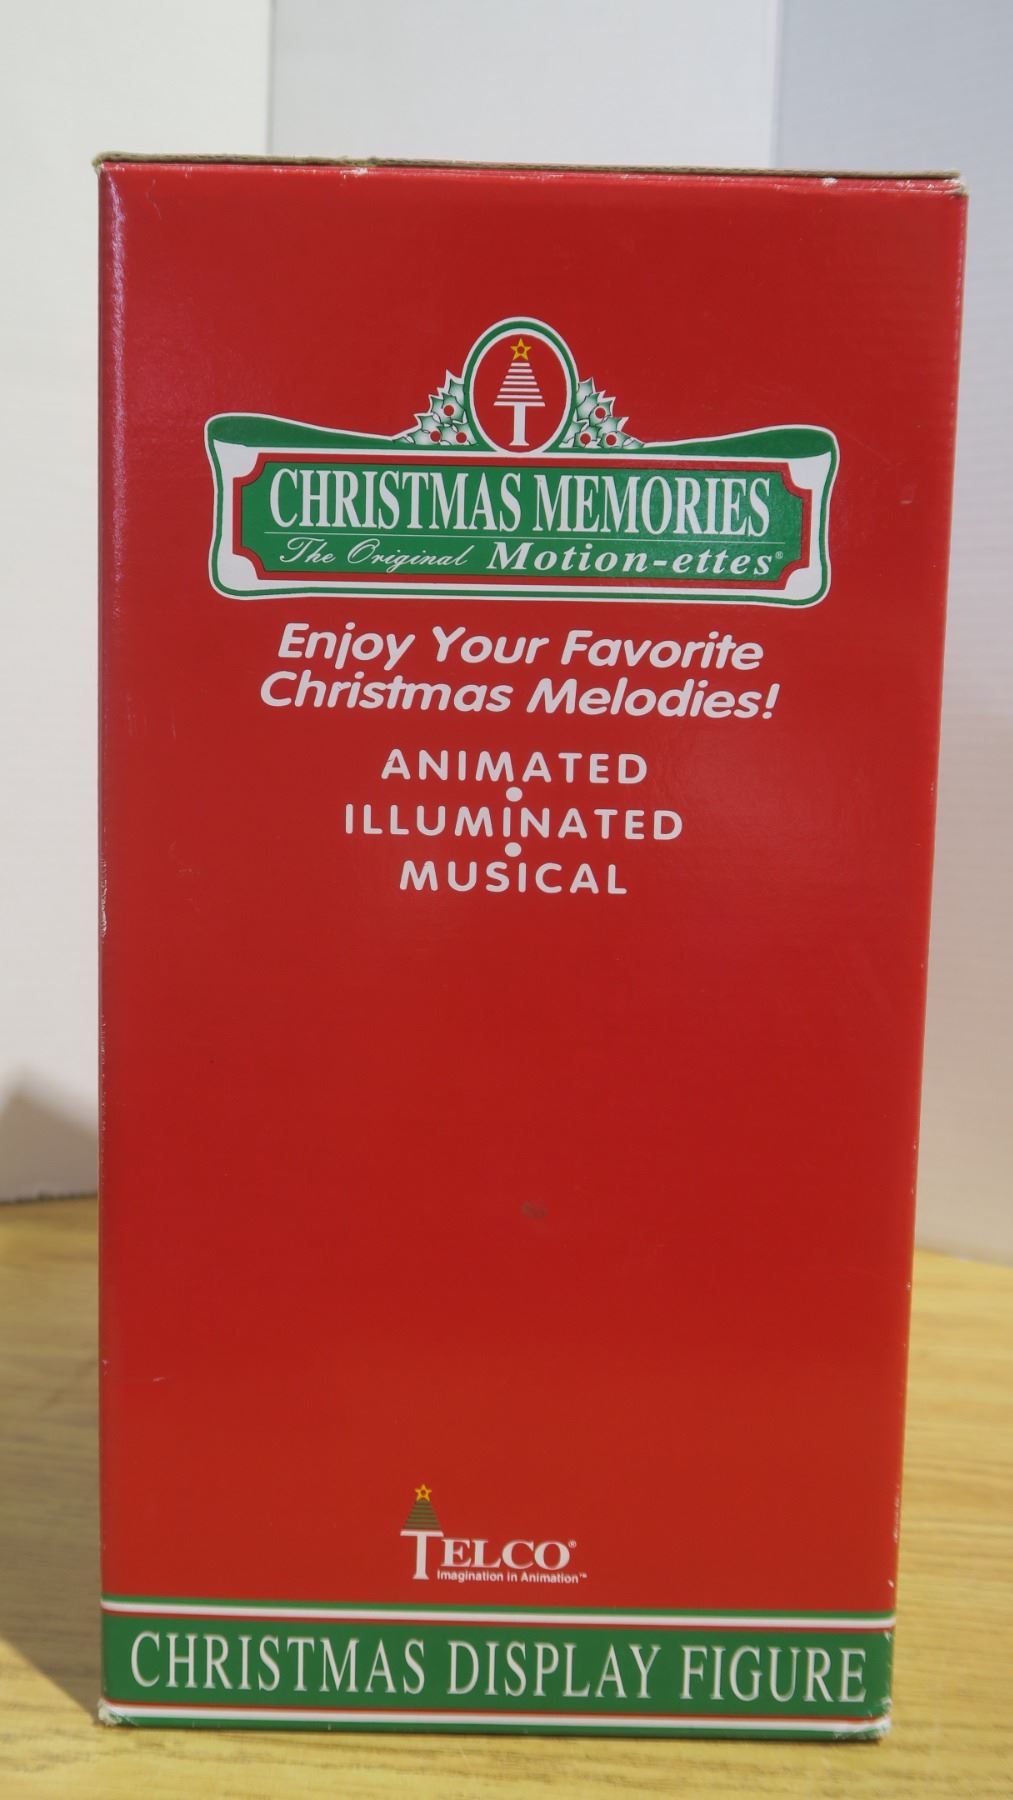 T
CHRISTMAS MEMORIES
The Original Motion-ettes®
Enjoy Your Favorite
Christmas Melodies!
ANIMATED
•
ILLUMINATED
•
MUSICAL
TELCO®
Imagination in Animation™
CHRISTMAS DISPLAY FIGURE